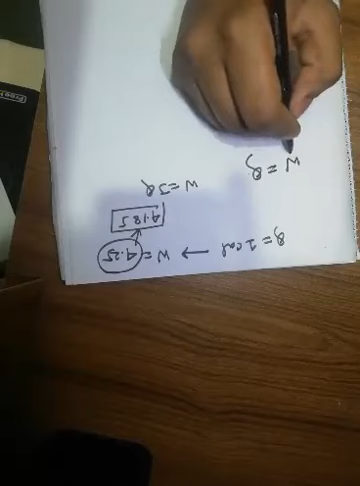 Q = 1 cal → W = 4.2J
4.18J
W = JQ
W = Q